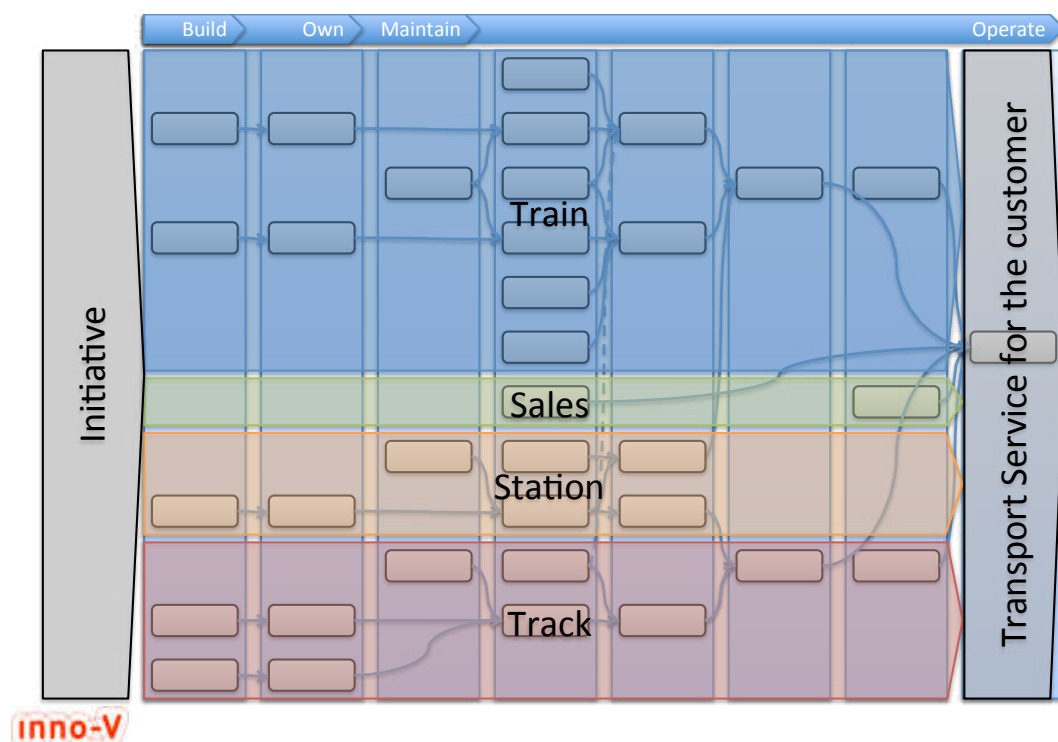 Build
Own
Maintain
Operate
Initiative
Train
Sales
Station
Track
Transport Service for the customer
inno-V